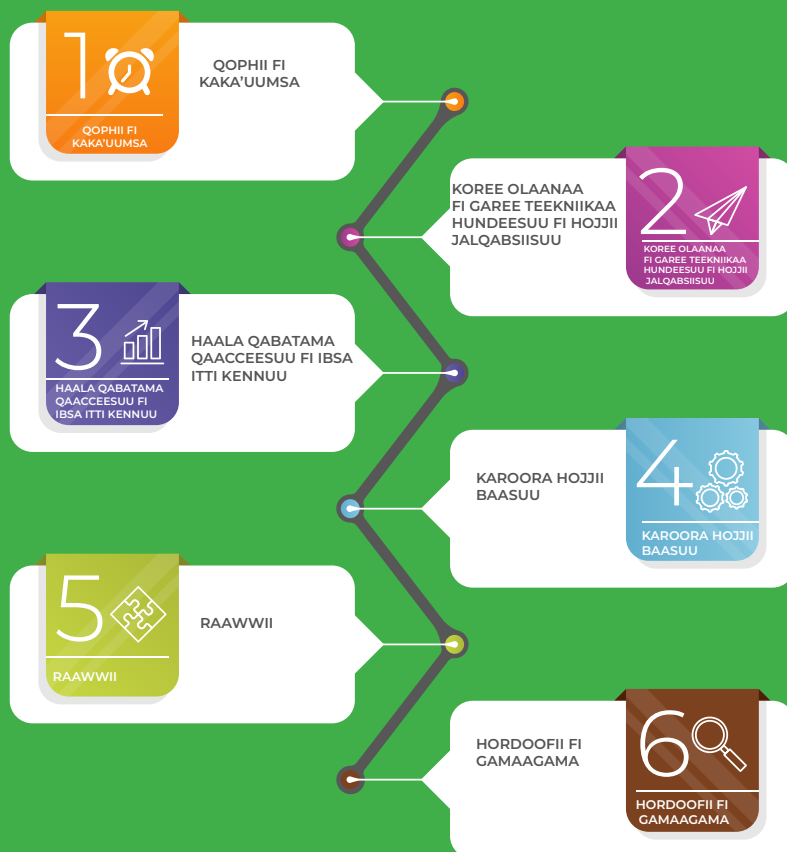 1
QOPHII FI
KAKA'UUMSA
QOPHII FI
KAKA'UUMSA
2
KOREE OLAANAA
FI GAREE TEEKNIIKAA
HUNDEESUU FI HOJJII
JALQABSIISUU
KOREE OLAANAA
FI GAREE TEEKNIKAA
HUNDEESUU FI HOJJII
JALQABSIISUU
3
HAALA QABATAMA
QAACCEESUU FI
IBSA ITTI KENNUU
HAALA QABATAMA
QAACCEESUU FI IBSA
ITTI KENNUU
4
KAROORA HOJJII
BAASUU
KAROORA HOJJII
BAASUU
5
RAAWWII
RAAWWII
6
HORDOOFII FI
GAMAAGAMA
HORDOOFII FI
GAMAAGAMA